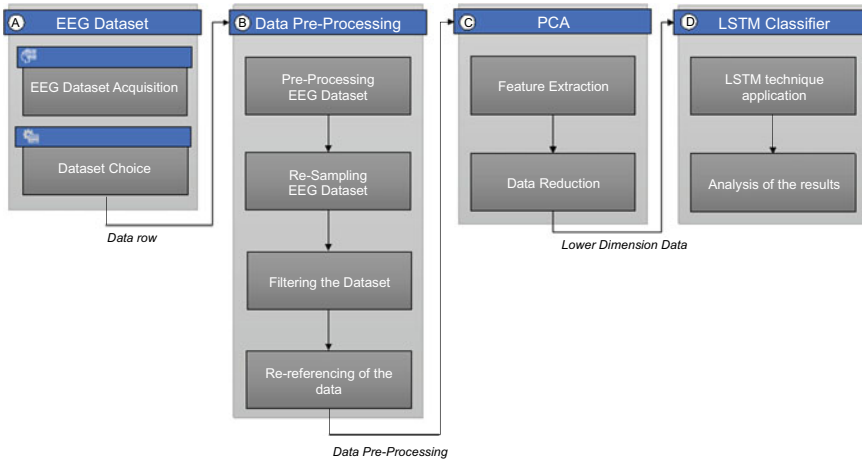 A EEG Dataset
EEG Dataset Acquisition
Dataset Choice
Data row
B Data Pre-Processing
Pre-Processing
EEG Dataset
Re-Sampling
EEG Dataset
Filtering the Dataset
Re-referencing of the
data
Data Pre-Processing
C PCA
Feature Extraction
Data Reduction
Lower Dimension Data
D LSTM Classifier
LSTM technique
application
Analysis of the results